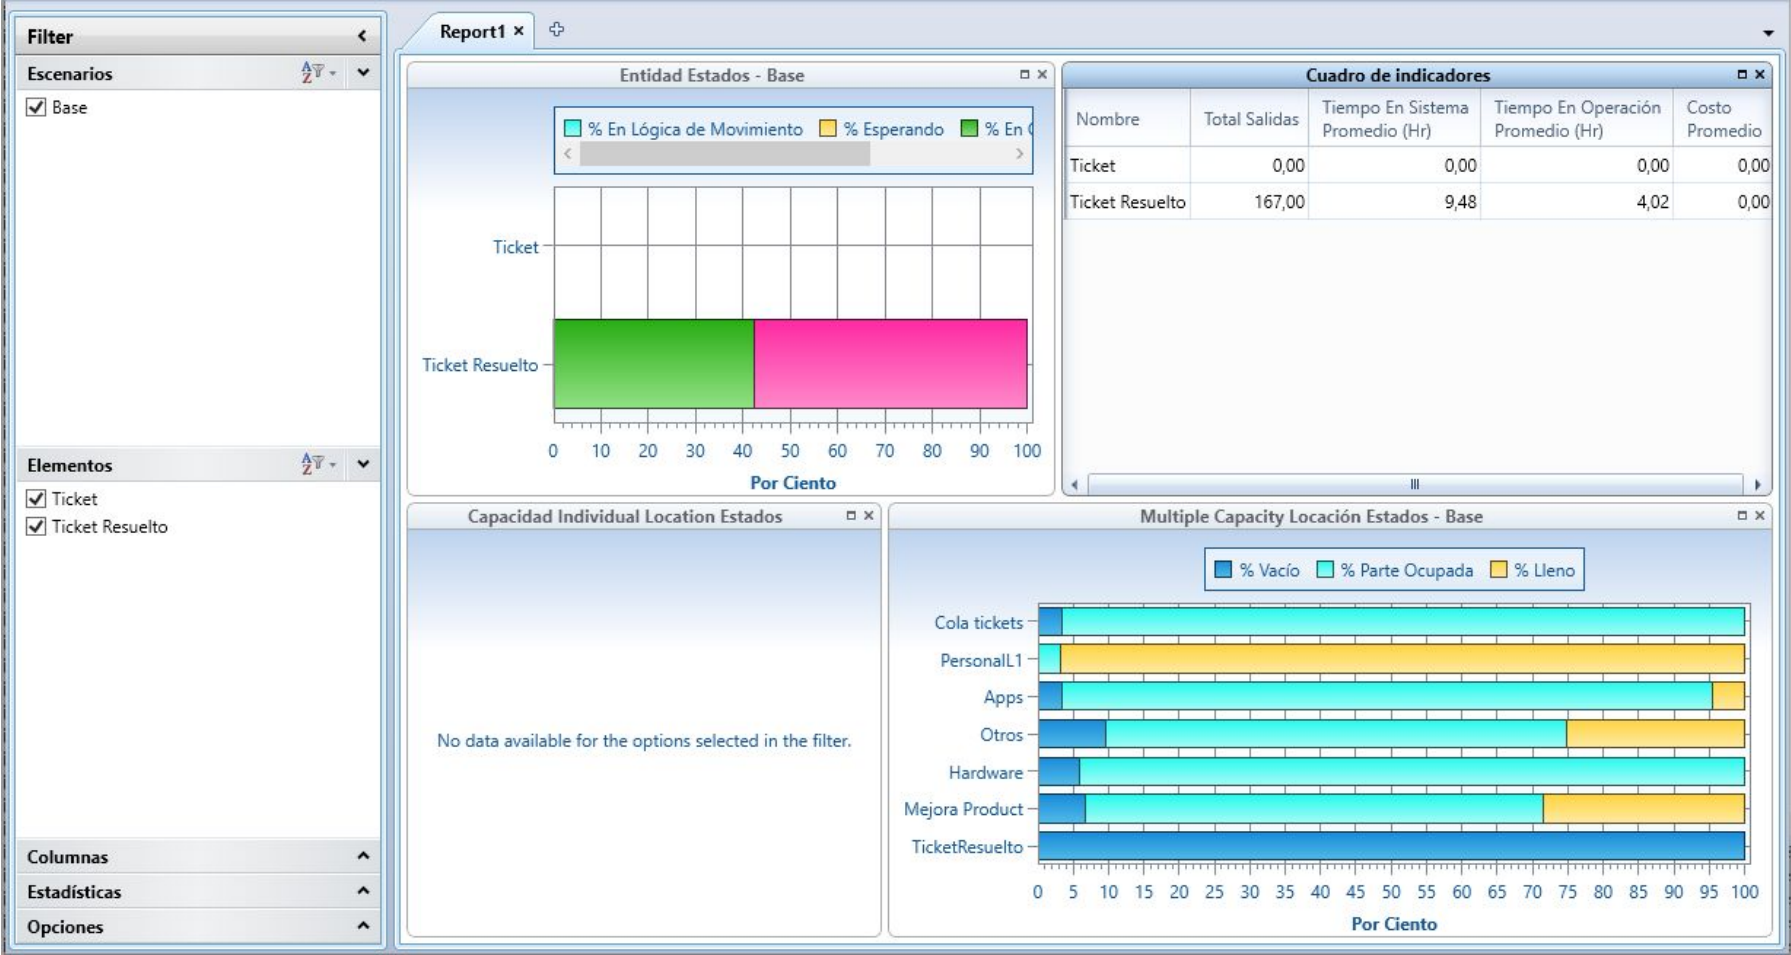 Filter
Escenarios
Base
Elementos
Ticket
Ticket Resuelto
Columnas
Estadísticas
Opciones
Report1
Entidad Estados - Base
% En Lógica de Movimiento % Esperando % En
Ticket
Ticket Resuelto
0 10 20 30 40 50 60 70 80 90 100
Por Ciento
Cuadro de indicadores
Nombre Total Salidas Tiempo En Sistema Promedio (Hr) Tiempo En Operación Promedio (Hr) Costo Promedio
Ticket 0,00 0,00 0,00 0,00
Ticket Resuelto 167,00 9,48 4,02 0,00
Capacidad Individual Location Estados
No data available for the options selected in the filter.
Multiple Capacity Locación Estados - Base
% Vacío % Parte Ocupada % Lleno
Cola tickets
PersonalL1
Apps
Otros
Hardware
Mejora Product
TicketResuelto
0 5 10 15 20 25 30 35 40 45 50 55 60 65 70 75 80 85 90 95 100
Por Ciento